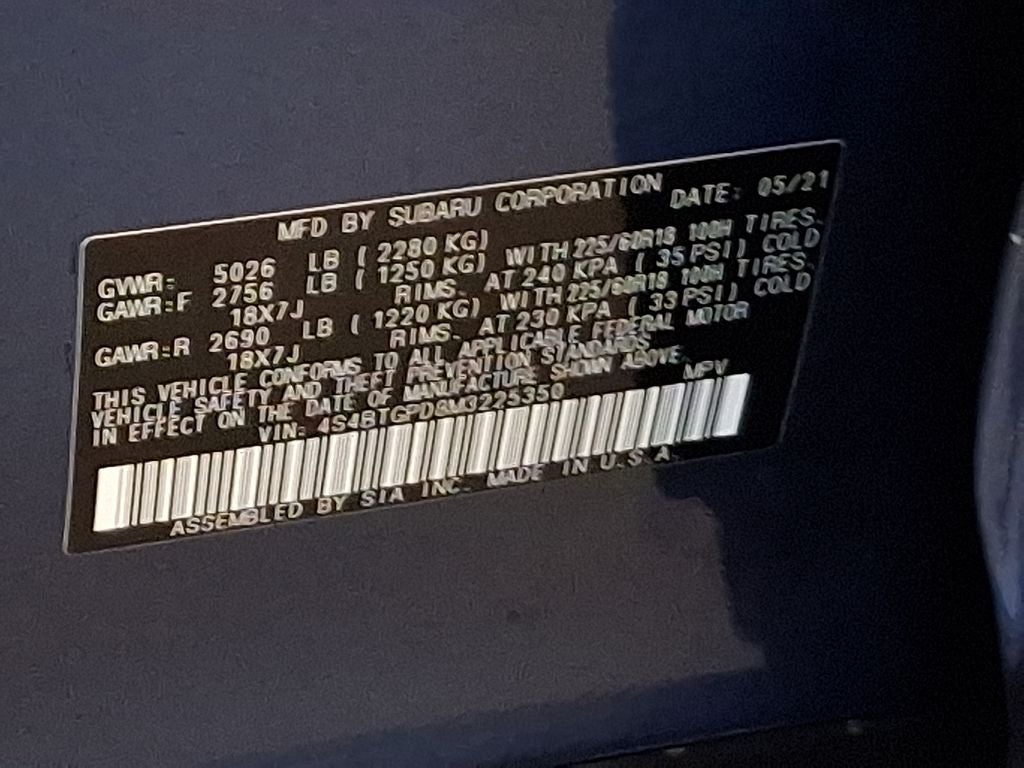 MFD BY SUBARU CORPORATION DATE: 05/21
GVWR: 5026 LB ( 2280 KG)
GAWR:F 2756 LB ( 1250 KG) WITH 225/60R18 100H TIRES.
18X7J RIMS. AT 240 KPA ( 35 PSI) COLD
GAWR:R 2690 LB ( 1220 KG) WITH 225/60R18 100H TIRES.
18X7J RIMS. AT 230 KPA ( 33 PSI) COLD
THIS VEHICLE CONFORMS TO ALL APPLICABLE FEDERAL MOTOR
VEHICLE SAFETY AND THEFT PREVENTION STANDARDS
IN EFFECT ON THE DATE OF MANUFACTURE SHOWN ABOVE.
VIN: MPV
ASSEMBLED BY SIA INC. MADE IN U.S.A.